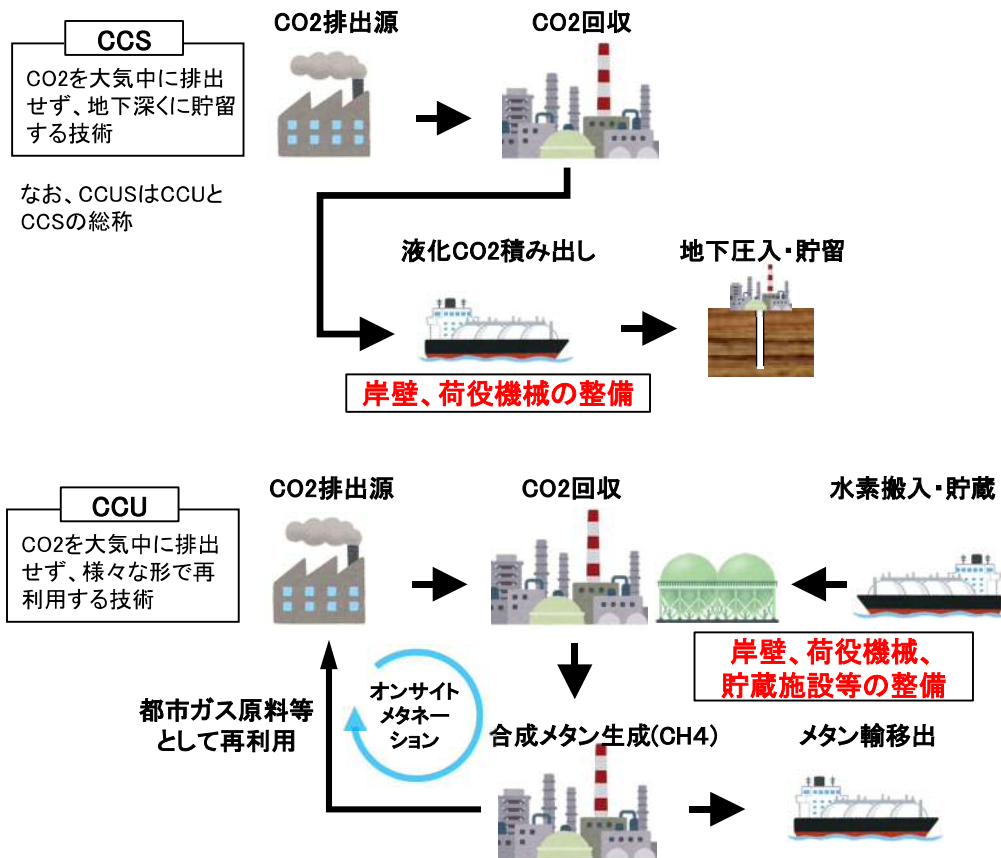 CCS
CO2を大気中に排出
せず、地下深くに貯留
する技術
なお、CCUSはCCUと
CCSの総称
CO2排出源
CO2回収
液化CO2積み出し
地下圧入・貯留
岸壁、荷役機械の整備
CCU
CO2を大気中に排出
せず、様々な形で再
利用する技術
CO2排出源
CO2回収
水素搬入・貯蔵
岸壁、荷役機械、
貯蔵施設等の整備
都市ガス原料等
として再利用
オンサイト
メタネー
ション
合成メタン生成(CH4)
メタン輸移出